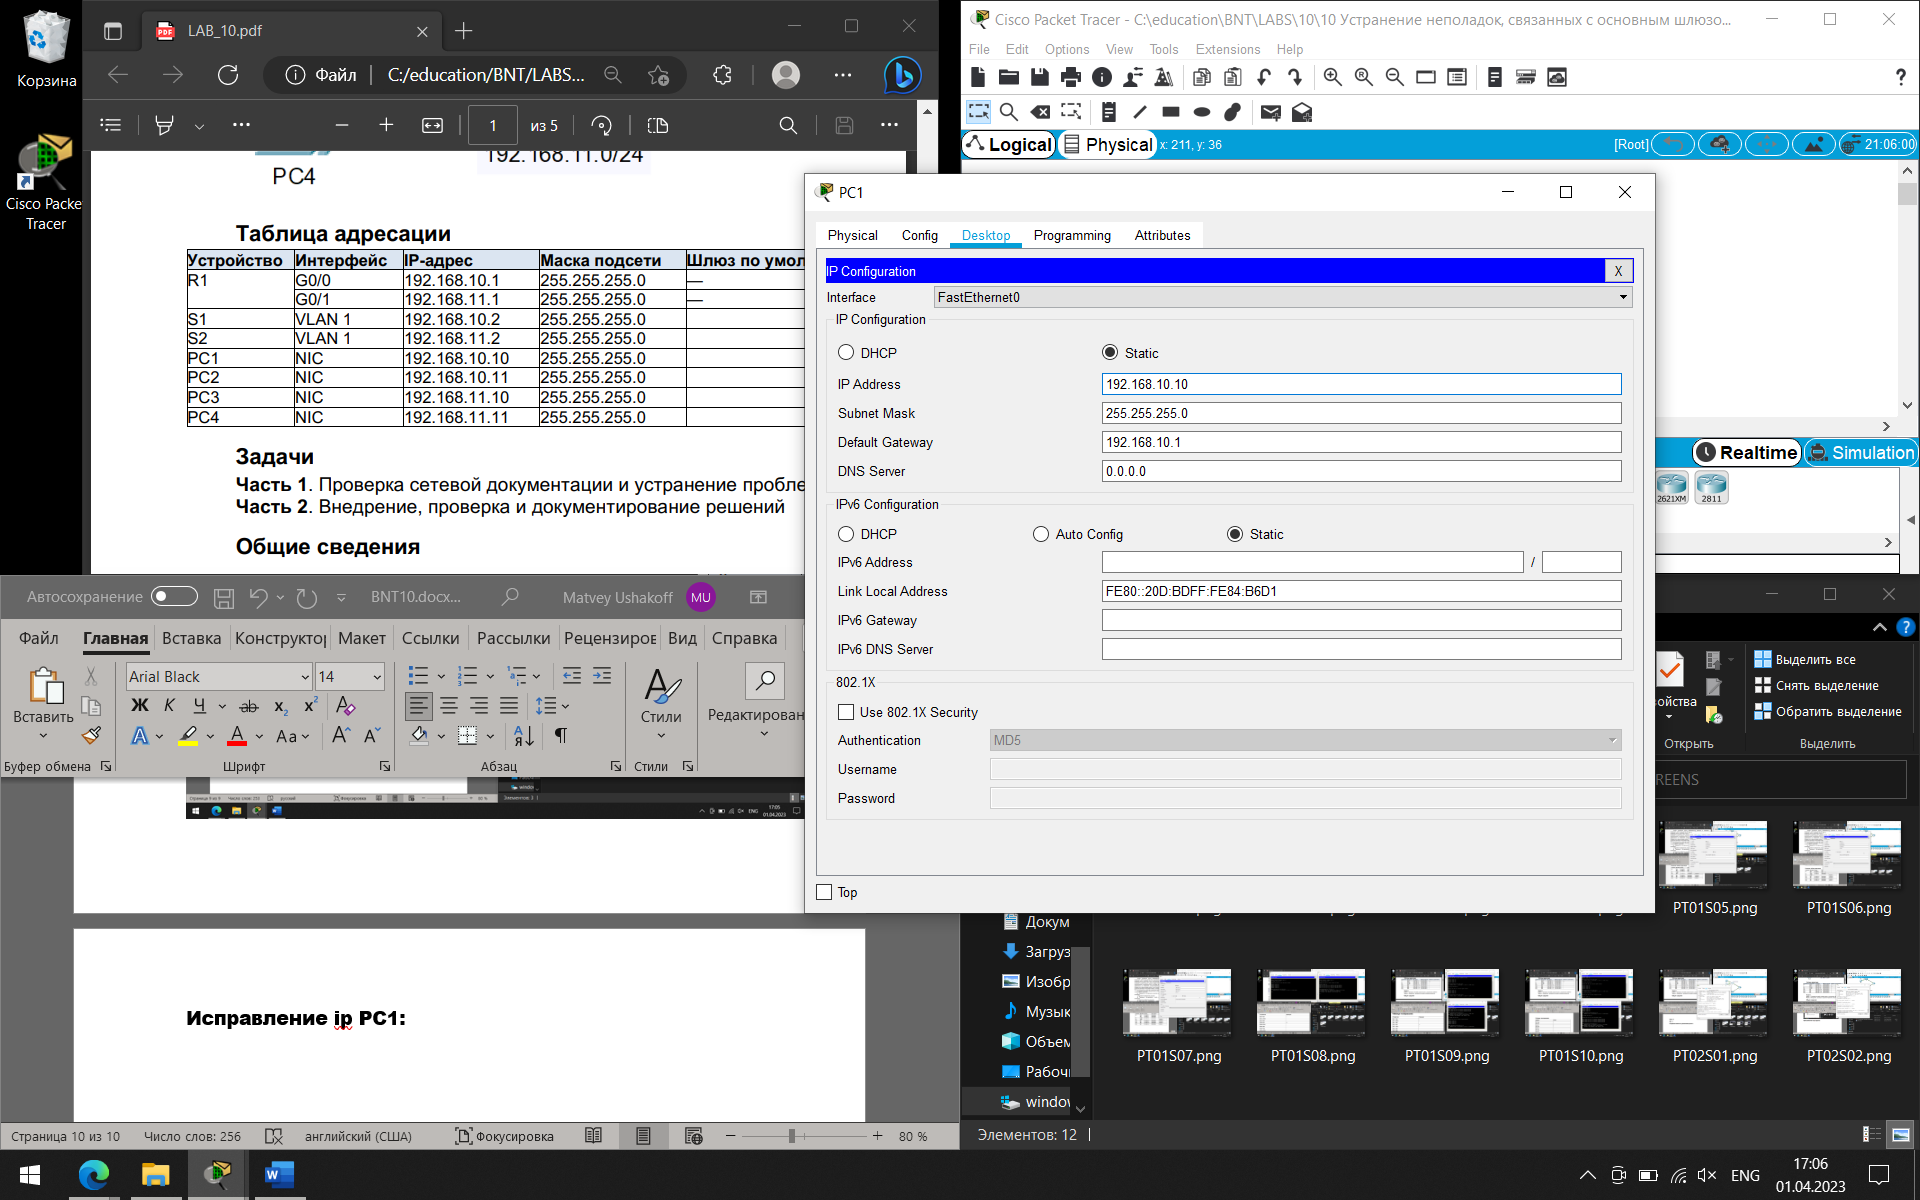 Корзина
Cisco Packe
Tracer
LAB_10.pdf
Файл
C:/education/BNT/LABS...
1
из 5
PC4
192.168.11.0/24
Таблица адресации
Устройство Интерфейс IP-адрес Маска подсети Шлюз по умол
R1 G0/0 192.168.10.1 255.255.255.0 —
G0/1 192.168.11.1 255.255.255.0 —
S1 VLAN 1 192.168.10.2 255.255.255.0
S2 VLAN 1 192.168.11.2 255.255.255.0
PC1 NIC 192.168.10.10 255.255.255.0
PC2 NIC 192.168.10.11 255.255.255.0
PC3 NIC 192.168.11.10 255.255.255.0
PC4 NIC 192.168.11.11 255.255.255.0
Задачи
Часть 1. Проверка сетевой документации и устранение пробле
Часть 2. Внедрение, проверка и документирование решений
Общие сведения
Cisco Packet Tracer - C:\education\BNT\LABS\10\10 Устранение неполадок, связанных с основным шлюзо...
File Edit Options View Tools Extensions Help
Logical Physical x: 211, y: 36
[Root] 21:06:00
Realtime Simulation
2621XM 2811
PC1
Physical Config Desktop Programming Attributes
IP Configuration X
Interface FastEthernet0
IP Configuration
DHCP Static
IP Address 192.168.10.10
Subnet Mask 255.255.255.0
Default Gateway 192.168.10.1
DNS Server 0.0.0.0
IPv6 Configuration
DHCP Auto Config Static
IPv6 Address /
Link Local Address FE80::20D:BDFF:FE84:B6D1
IPv6 Gateway
IPv6 DNS Server
802.1X
Use 802.1X Security
Authentication MD5
Username
Password
Top
Автосохранение BNT10.docx... Matvey Ushakoff MU
Файл Главная Вставка Конструктор Макет Ссылки Рассылки Рецензиров Вид Справка
Вставить
Буфер обмена
Arial Black 14
Ж К Ч ab x₂ x²
A A Aa A A
Шрифт
Абзац
Стили
Стили
Редактирован
Исправление ip PC1:
Страница 10 из 10 Число слов: 256 английский (США) Фокусировка 80 %
ойства
Открыть
Выделить все
Снять выделение
Обратить выделение
Выделить
REENS
Докум
Загруз
Изобр
Музык
Объем
Рабоч
window
PT01S05.png PT01S06.png
PT01S07.png PT01S08.png PT01S09.png PT01S10.png PT02S01.png PT02S02.png
Элементов: 12
ENG
17:06
01.04.2023